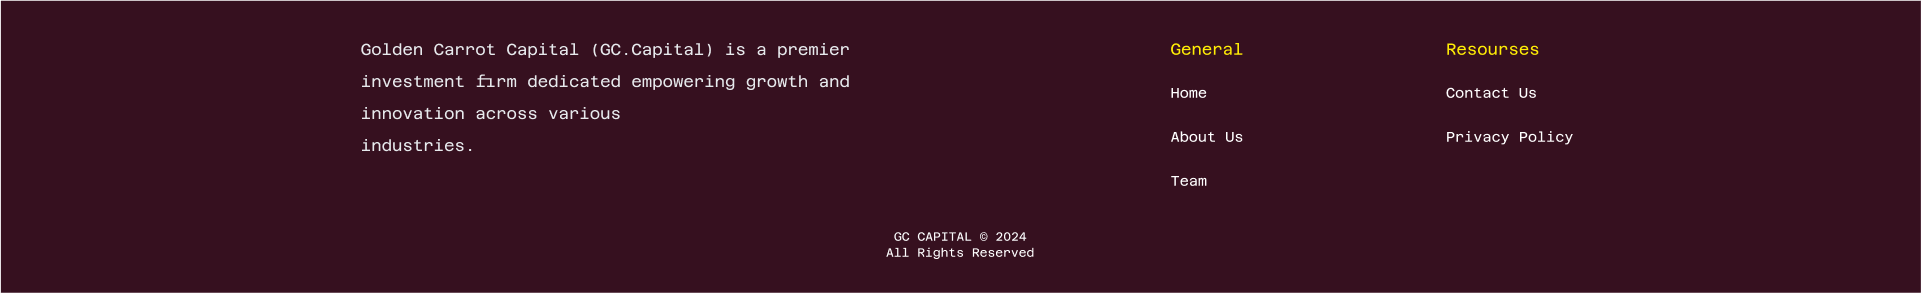 Golden Carrot Capital (GC.Capital) is a premier
investment firm dedicated empowering growth and
innovation across various
industries.
General
Home
About Us
Team
Resourses
Contact Us
Privacy Policy
GC CAPITAL © 2024
All Rights Reserved